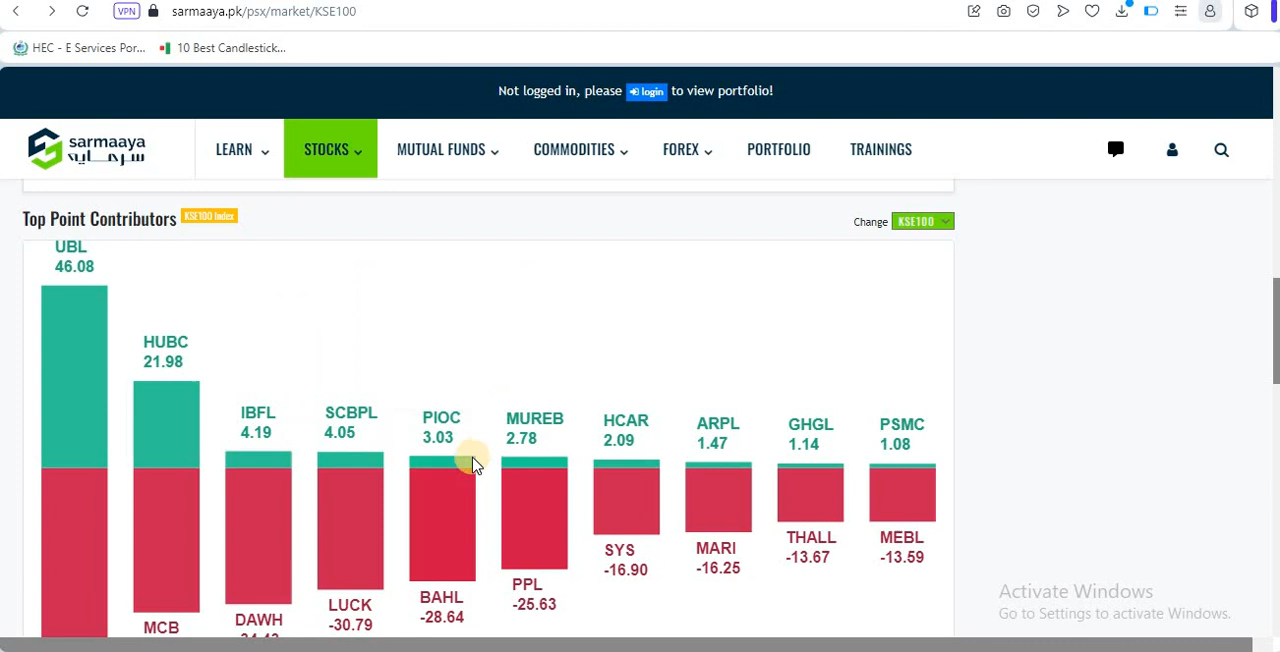 VPN
sarmaaya.pk/psx/market/KSE100
HEC - E Services Por...
10 Best Candlestick...
Not logged in, please login to view portfolio!
sarmaaya
سرمایہ
LEARN
STOCKS
MUTUAL FUNDS
COMMODITIES
FOREX
PORTFOLIO
TRAININGS
Top Point Contributors KSE100 Index
Change KSE100
UBL
46.08
HUBC
21.98
IBFL
4.19
SCBPL
4.05
PIOC
3.03
MUREB
2.78
HCAR
2.09
ARPL
1.47
GHGL
1.14
PSMC
1.08
MCB
DAWH
LUCK
-30.79
BAHL
-28.64
PPL
-25.63
SYS
-16.90
MARI
-16.25
THALL
-13.67
MEBL
-13.59
Activate Windows
Go to Settings to activate Windows.